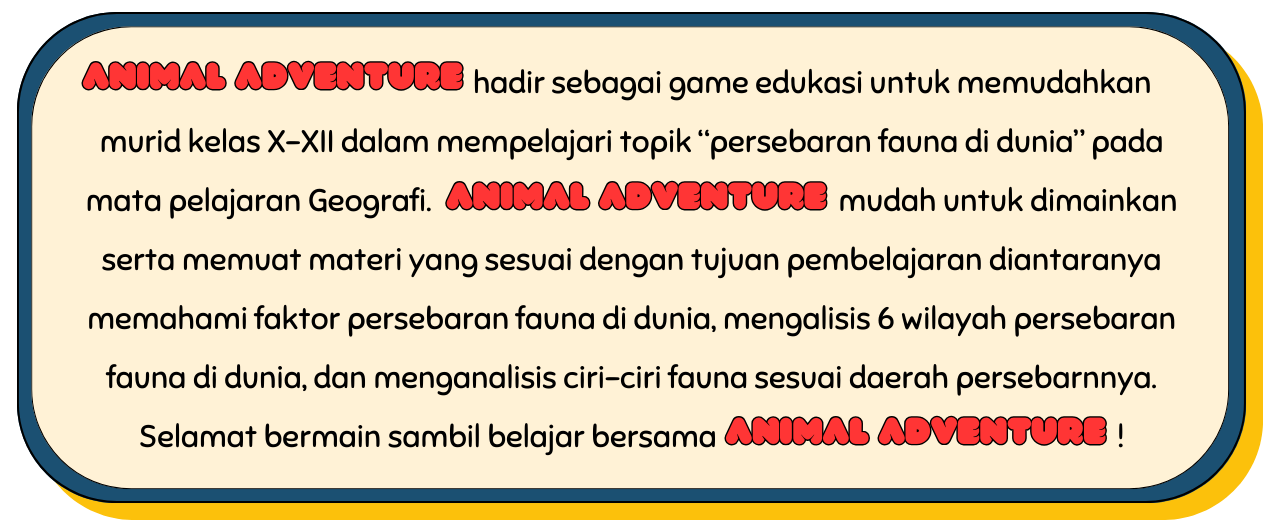 ANIMAL ADVENTURE hadir sebagai game edukasi untuk memudahkan
murid kelas X-XII dalam mempelajari topik “persebaran fauna di dunia” pada
mata pelajaran Geografi. ANIMAL ADVENTURE mudah untuk dimainkan
serta memuat materi yang sesuai dengan tujuan pembelajaran diantaranya
memahami faktor persebaran fauna di dunia, mengalisis 6 wilayah persebaran
fauna di dunia, dan menganalisis ciri-ciri fauna sesuai daerah persebarnnya.
Selamat bermain sambil belajar bersama ANIMAL ADVENTURE !